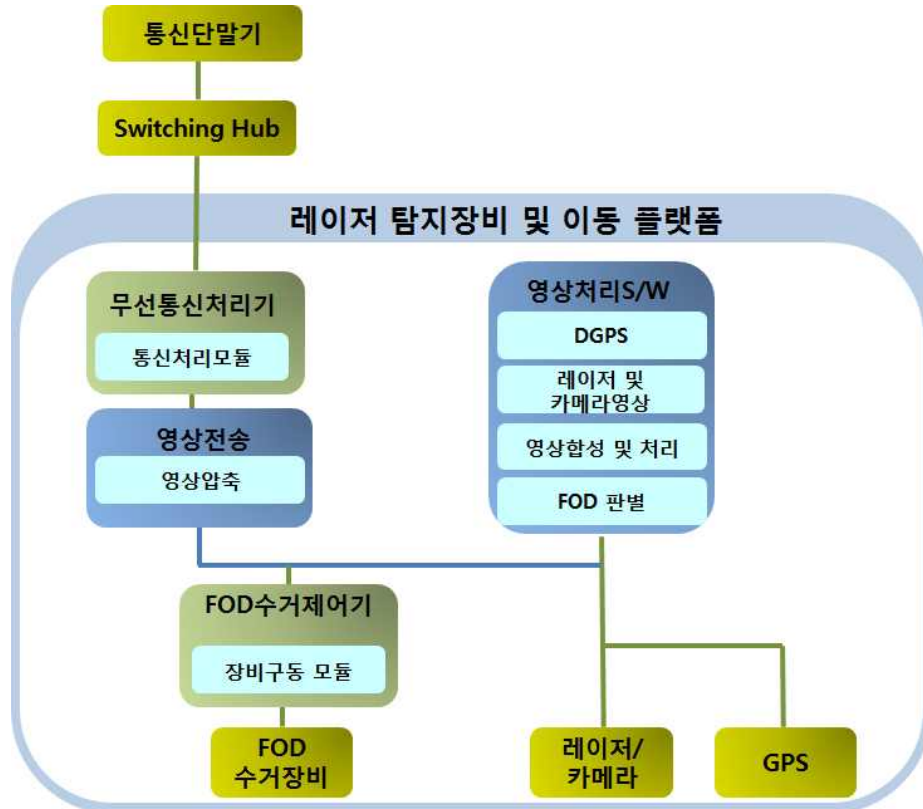 통신단말기
Switching Hub
레이저 탐지장비 및 이동 플랫폼
무선통신처리기
통신처리모듈
영상전송
영상압축
영상처리S/W
DGPS
레이저 및
카메라영상
영상합성 및 처리
FOD 판별
FOD수거제어기
장비구동 모듈
FOD
수거장비
레이저/
카메라
GPS